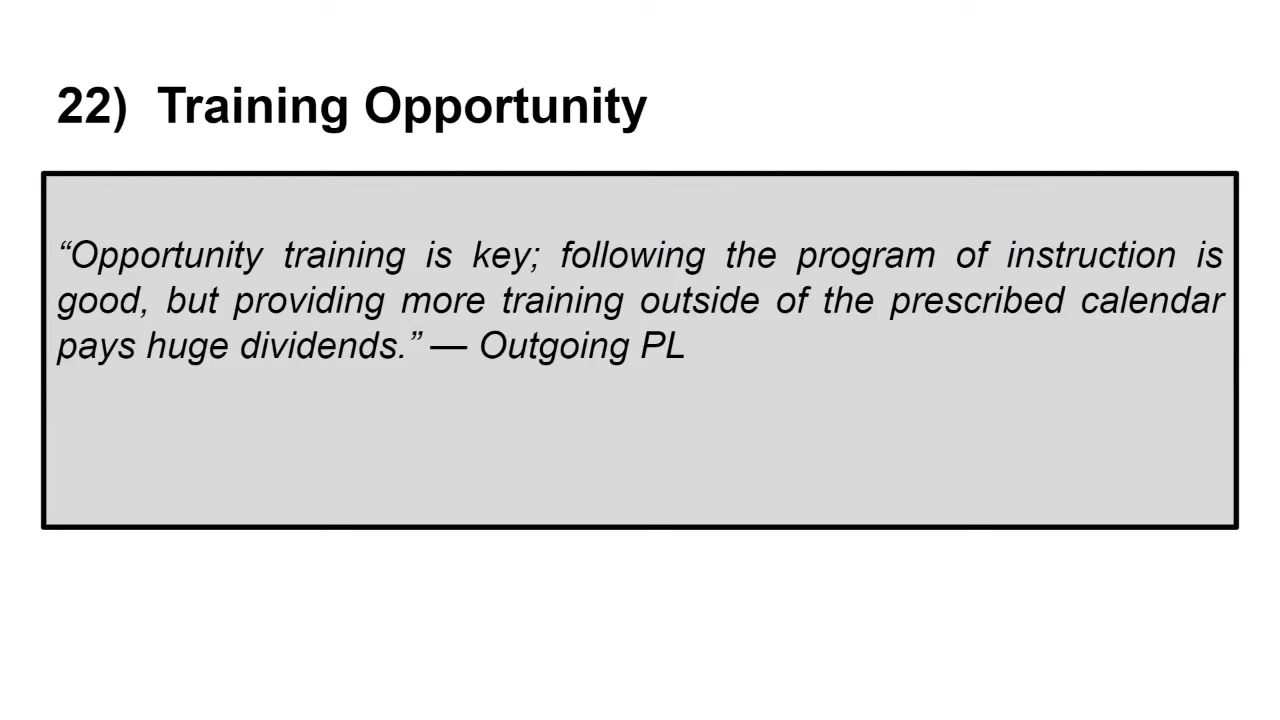 22) Training Opportunity
“Opportunity training is key; following the program of instruction is
good, but providing more training outside of the prescribed calendar
pays huge dividends.” — Outgoing PL